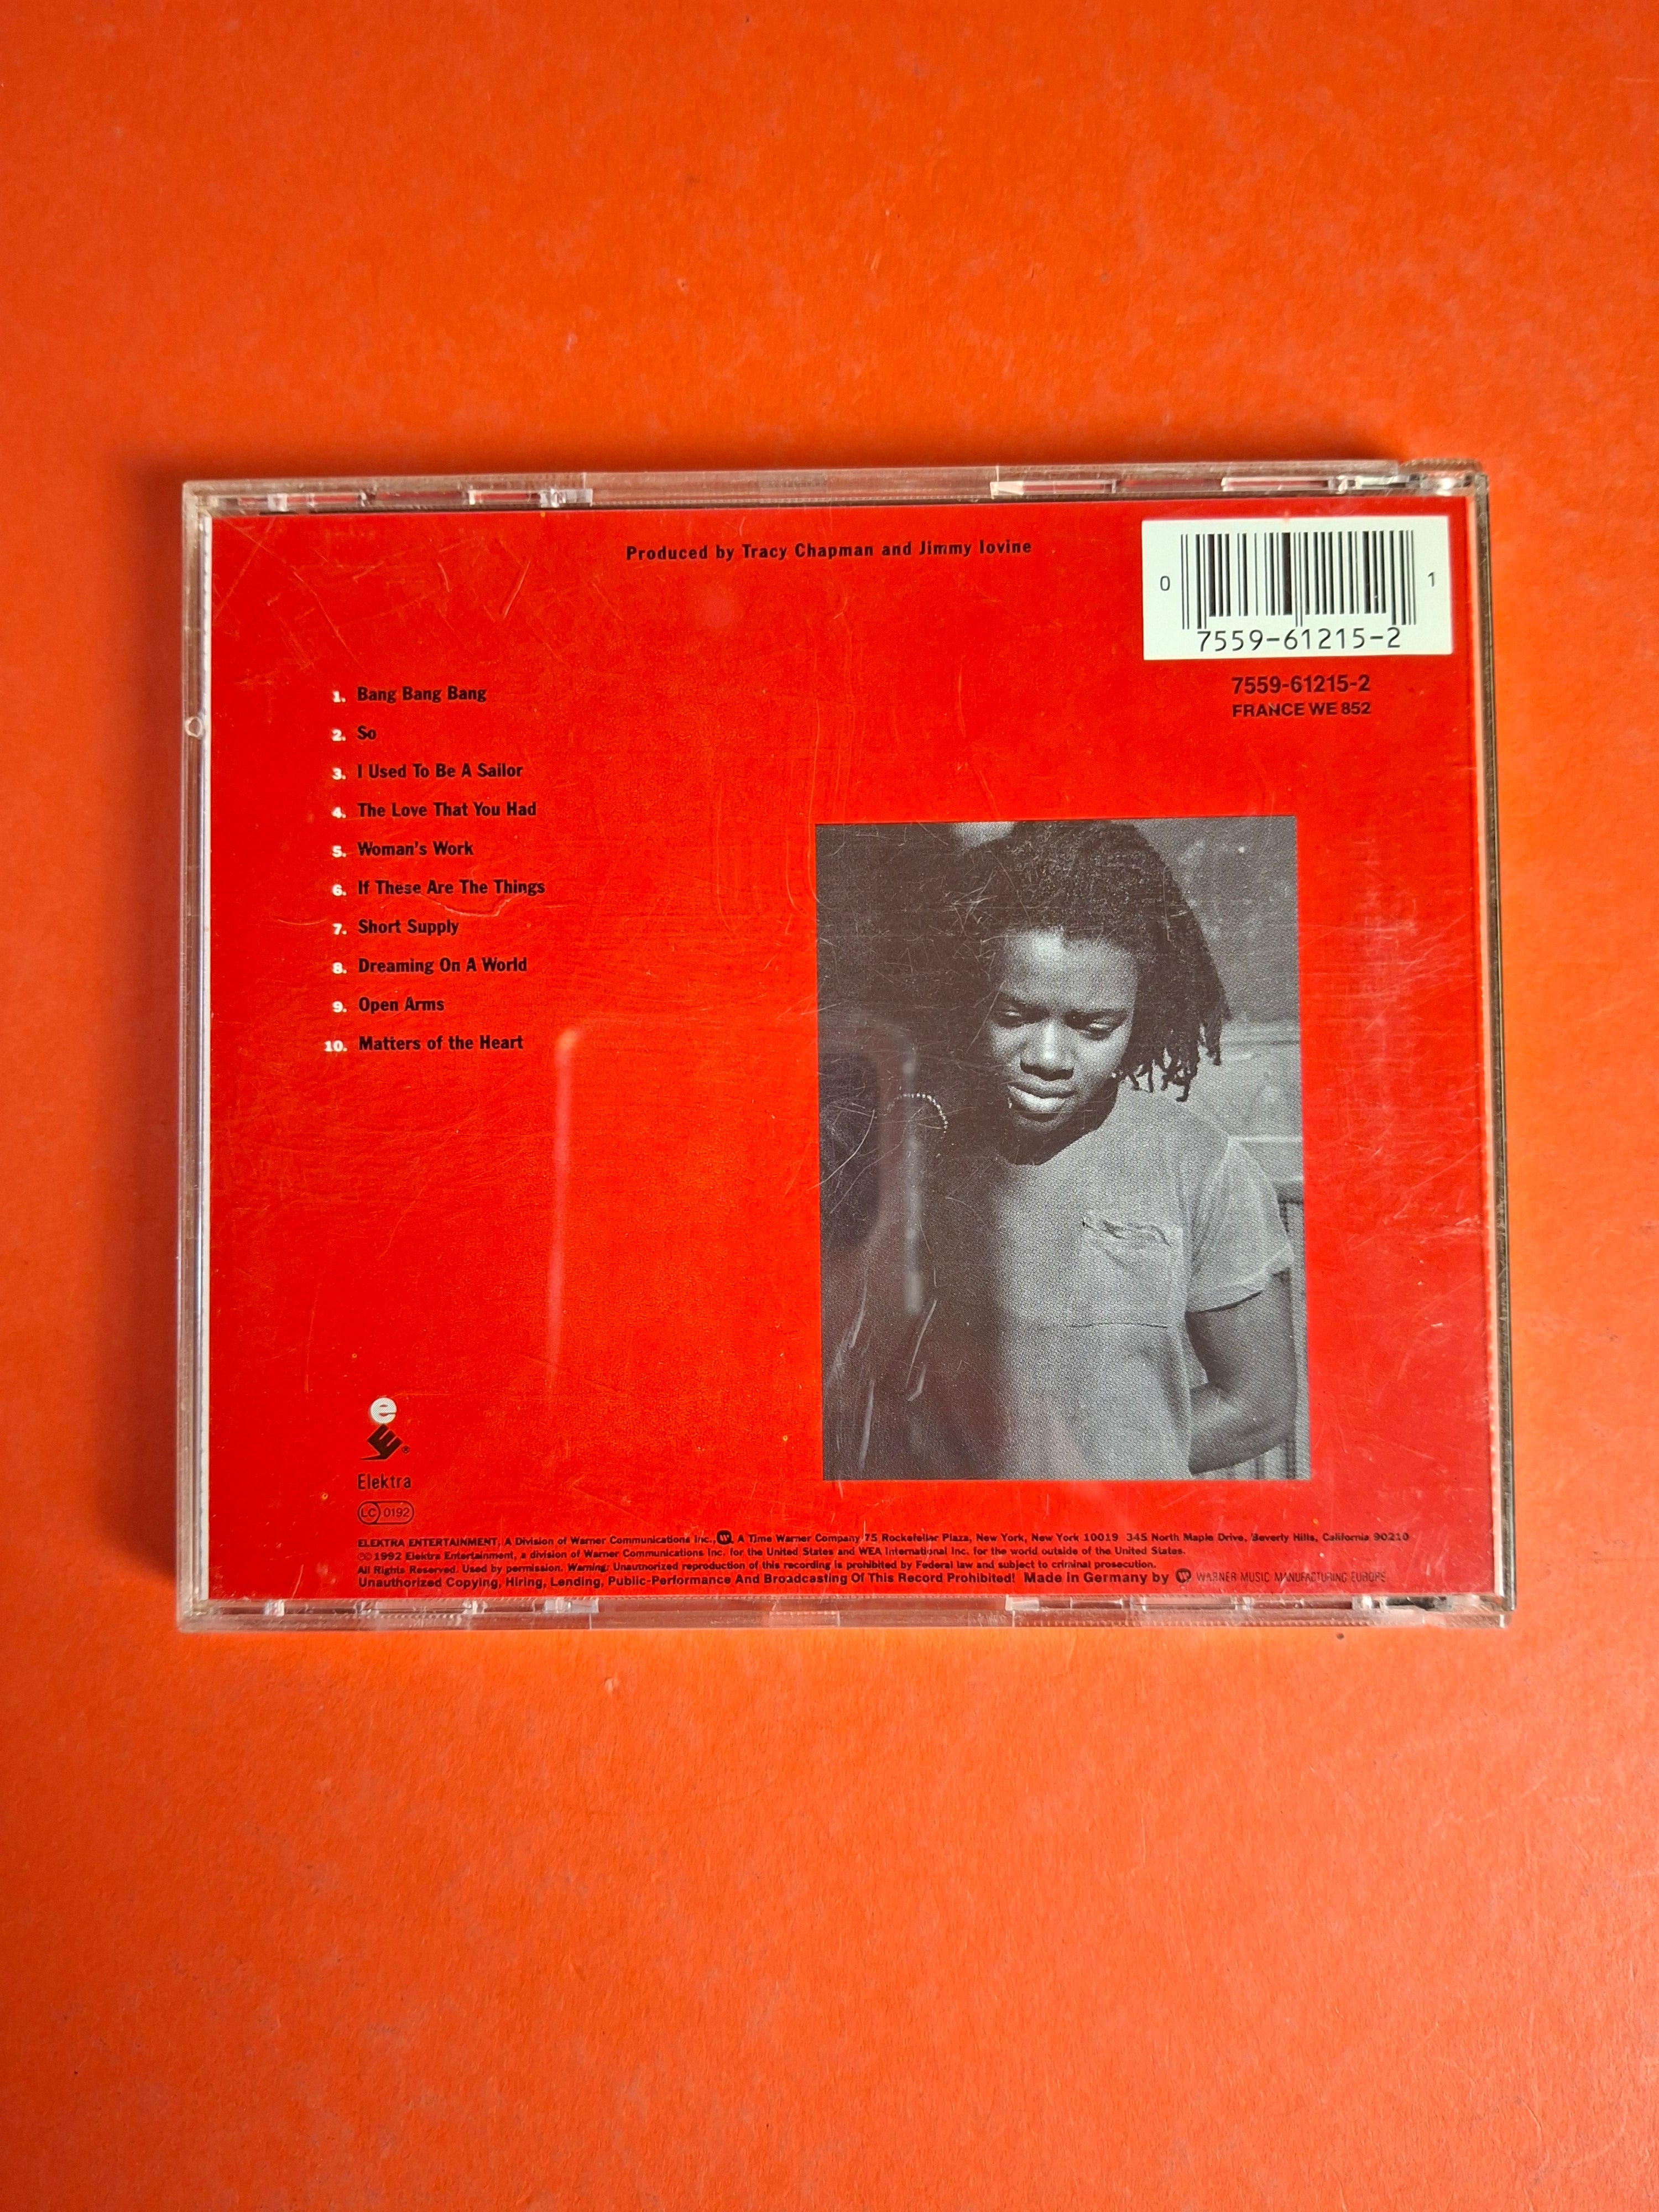 Produced by Tracy Chapman and Jimmy Iovine
0 7559-61215-2 1
7559-61215-2
FRANCE WE 852
1. Bang Bang Bang
2. So
3. I Used To Be A Sailor
4. The Love That You Had
5. Woman's Work
6. If These Are The Things
7. Short Supply
8. Dreaming On A World
9. Open Arms
10. Matters of the Heart
e
E®
Elektra
LC 0192
ELEKTRA ENTERTAINMENT, A Division of Warner Communications Inc., W, A Time Warner Company 75 Rockefeller Plaza, New York, New York 10019 345 North Maple Drive, Beverly Hills, California 90210
℗© 1992 Elektra Entertainment, a division of Warner Communications Inc. for the United States and WEA International Inc. for the world outside of the United States.
All Rights Reserved. Used by permission. Warning: Unauthorized reproduction of this recording is prohibited by Federal law and subject to criminal prosecution.
Unauthorized Copying, Hiring, Lending, Public-Performance And Broadcasting Of This Record Prohibited! Made in Germany by W WARNER MUSIC MANUFACTURING EUROPE